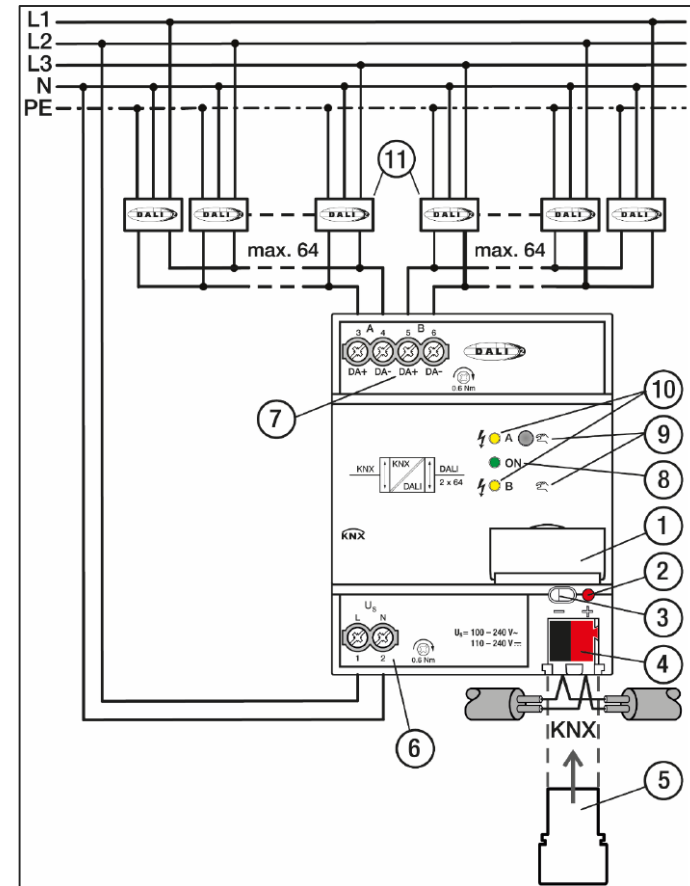 L1
L2
L3
N
PE
11
DALI DALI DALI DALI DALI DALI
max. 64 max. 64
A B
3 4 5 6
DALI
DA+ DA- DA+ DA-
0.6 Nm
7
10
A
9
KNX KNX DALI
ON
DALI 2 x 64
8
B
KNX
1
2
3
− +
Us
L N
Us = 100 – 240 V~
110 – 240 V
4
1 2
0.6 Nm
6
KNX
5